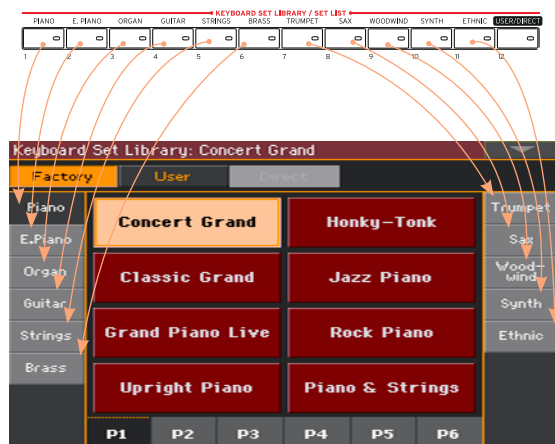 KEYBOARD SET LIBRARY / SET LIST
PIANO E. PIANO ORGAN GUITAR STRINGS BRASS TRUMPET SAX WOODWIND SYNTH ETHNIC USER/DIRECT
1 2 3 4 5 6 7 8 9 10 11 12
Keyboard Set Library: Concert Grand
Factory User Direct
Piano Concert Grand Honky-Tonk Trumpet
E.Piano Sax
Organ Classic Grand Jazz Piano Wood-
wind
Guitar Synth
Strings Grand Piano Live Rock Piano Ethnic
Brass
Upright Piano Piano & Strings
P1 P2 P3 P4 P5 P6